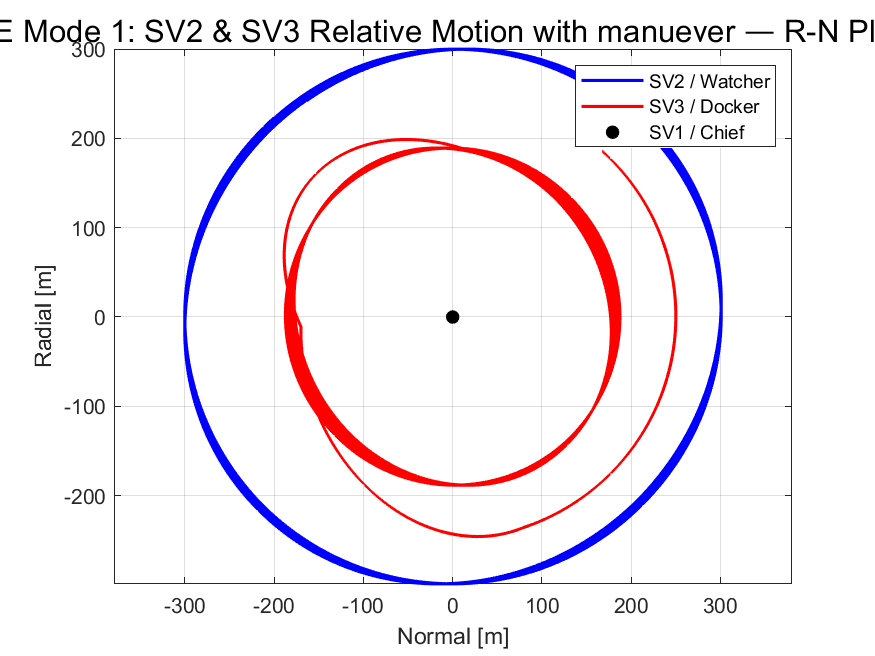 E Mode 1: SV2 & SV3 Relative Motion with manuever — R-N Pl
SV2 / Watcher
SV3 / Docker
SV1 / Chief
300
200
100
0
-100
-200
Radial [m]
-300
-200
-100
0
100
200
300
Normal [m]